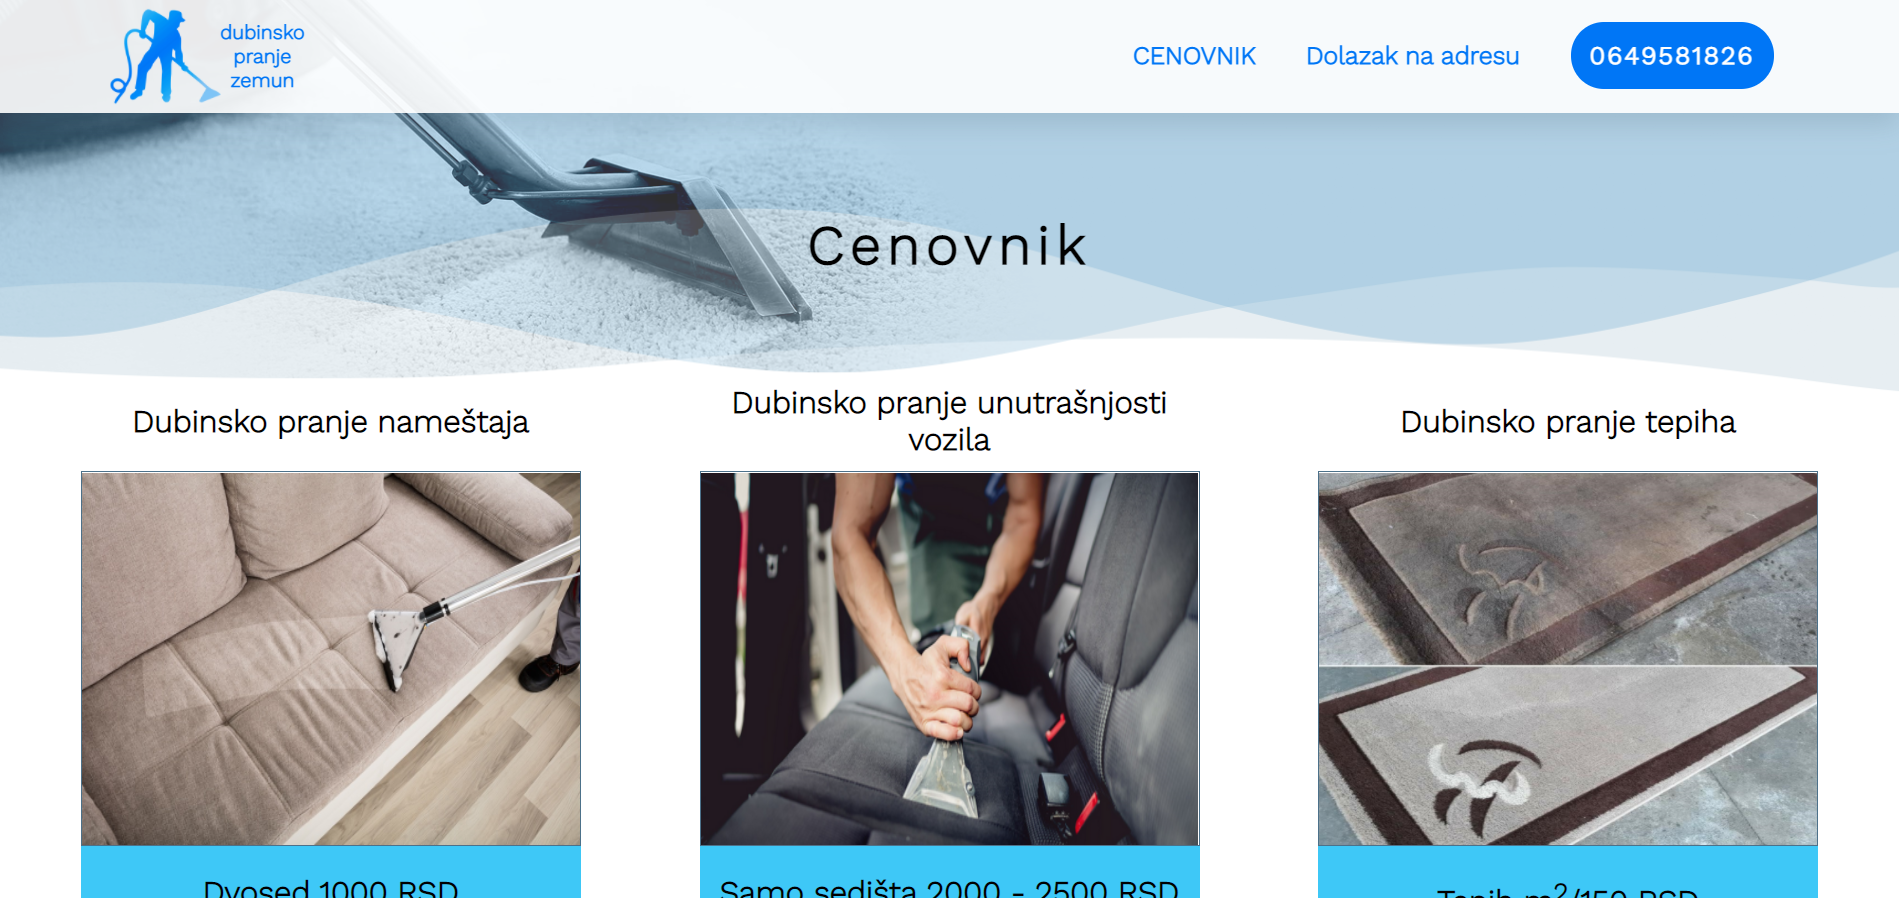 dubinsko
pranje
zemun
CENOVNIK
Dolazak na adresu
0649581826
Cenovnik
Dubinsko pranje nameštaja
Dubinsko pranje unutrašnjosti
vozila
Dubinsko pranje tepiha
Dvosed 1000 RSD
Samo sedišta 2000 - 2500 RSD
Tepih m²/150 RSD